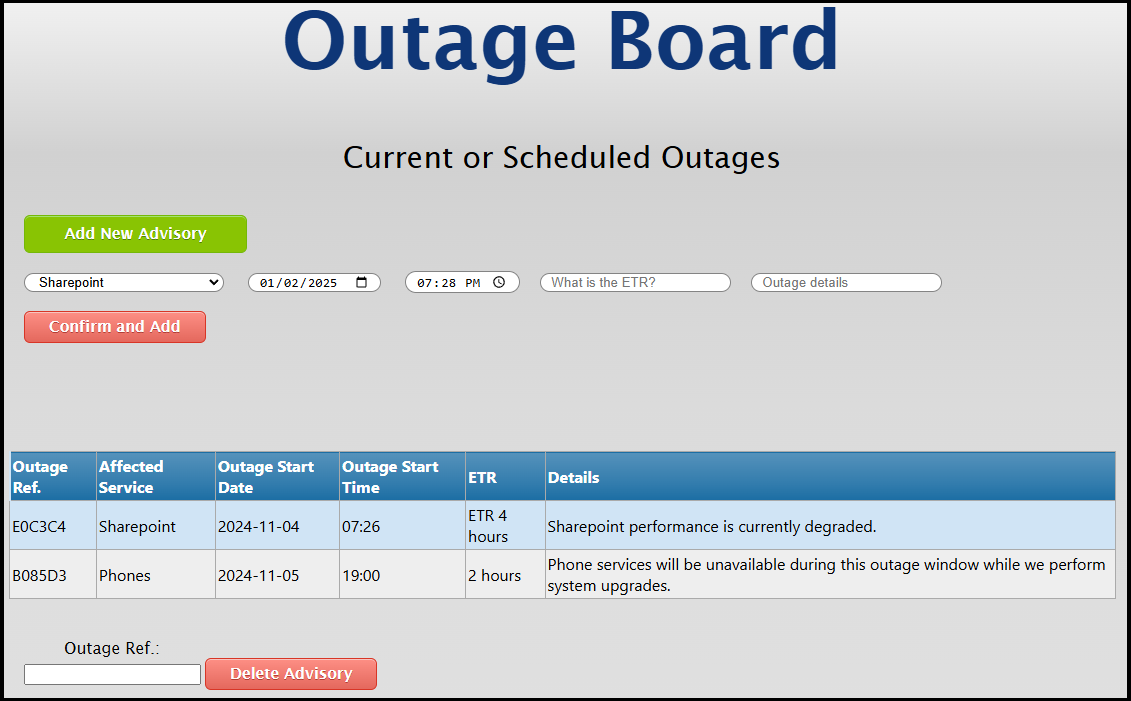 Outage Board
Current or Scheduled Outages
Add New Advisory
Sharepoint 01/02/2025 07:28 PM What is the ETR? Outage details
Confirm and Add
Outage Ref. Affected Service Outage Start Date Outage Start Time ETR Details
E0C3C4 Sharepoint 2024-11-04 07:26 ETR 4 hours Sharepoint performance is currently degraded.
B085D3 Phones 2024-11-05 19:00 2 hours Phone services will be unavailable during this outage window while we perform system upgrades.
Outage Ref.:
Delete Advisory